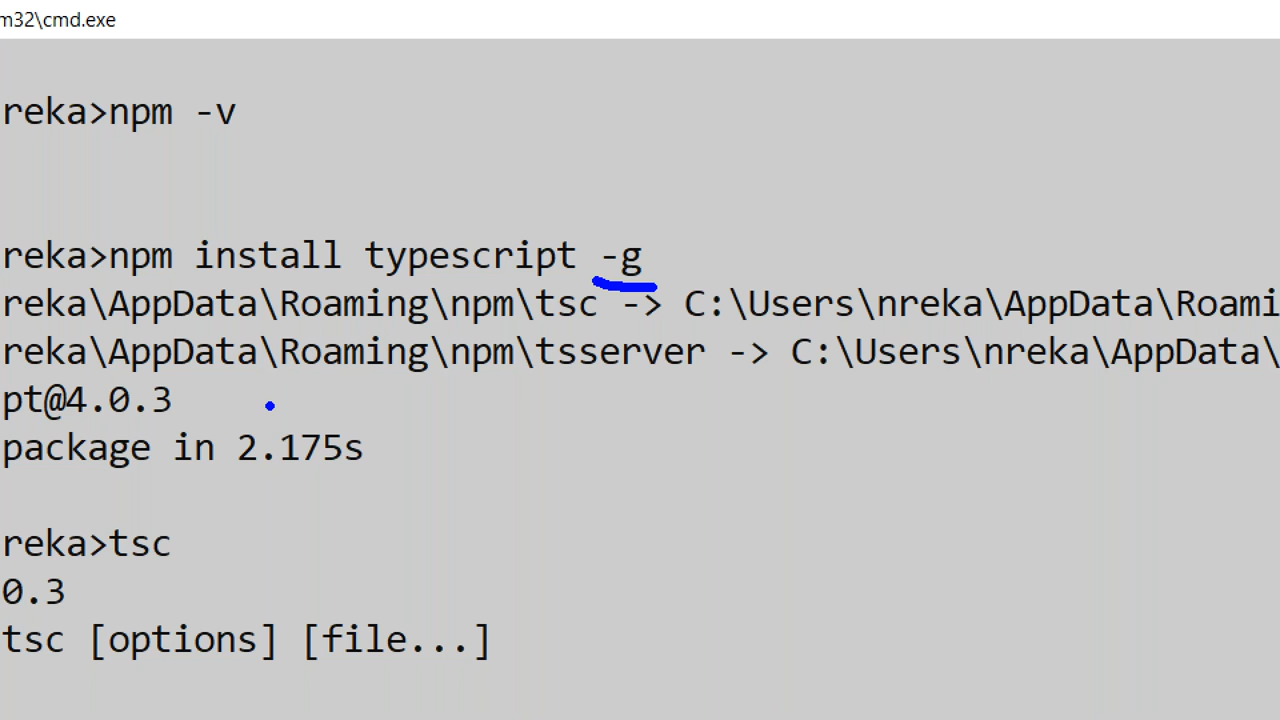 m32\cmd.exe
reka>npm -v
reka>npm install typescript -g
reka\AppData\Roaming\npm\tsc -> C:\Users\nreka\AppData\Roami
reka\AppData\Roaming\npm\tsserver -> C:\Users\nreka\AppData\
pt@4.0.3
package in 2.175s
reka>tsc
0.3
tsc [options] [file...]